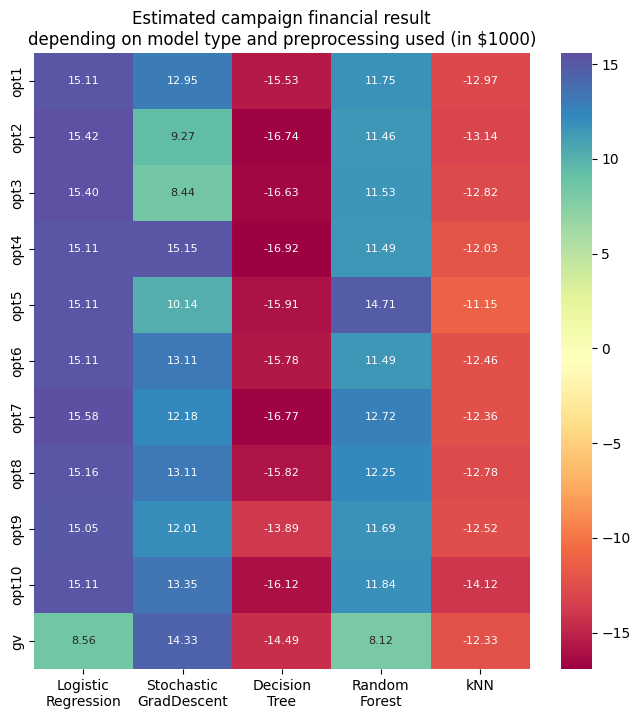 Estimated campaign financial result
depending on model type and preprocessing used (in $1000)
opt1 15.11 12.95 -15.53 11.75 -12.97
opt2 15.42 9.27 -16.74 11.46 -13.14
opt3 15.40 8.44 -16.63 11.53 -12.82
opt4 15.11 15.15 -16.92 11.49 -12.03
opt5 15.11 10.14 -15.91 14.71 -11.15
opt6 15.11 13.11 -15.78 11.49 -12.46
opt7 15.58 12.18 -16.77 12.72 -12.36
opt8 15.16 13.11 -15.82 12.25 -12.78
opt9 15.05 12.01 -13.89 11.69 -12.52
opt10 15.11 13.35 -16.12 11.84 -14.12
gv 8.56 14.33 -14.49 8.12 -12.33
Logistic Stochastic Decision Random kNN
Regression GradDescent Tree Forest
15
10
5
0
−5
−10
−15